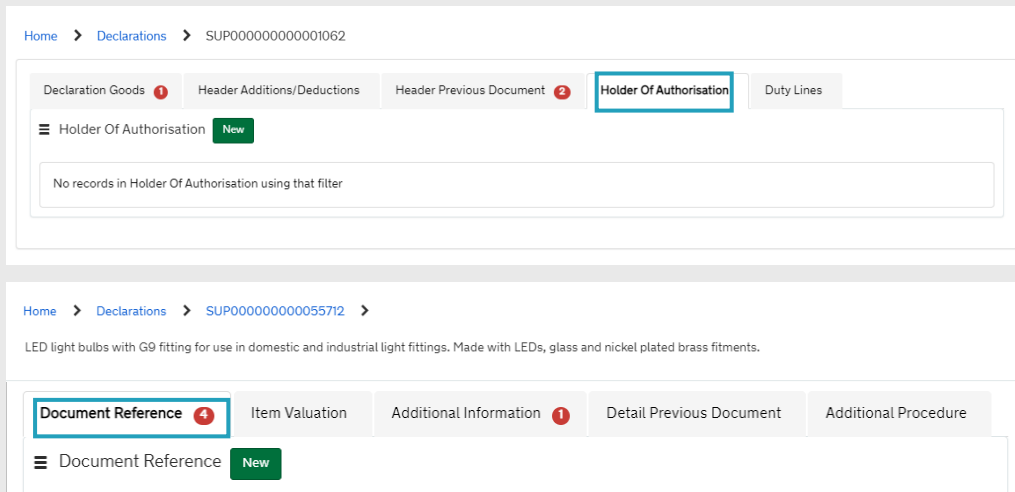 Home > Declarations > SUP000000000001062
Declaration Goods 1 Header Additions/Deductions Header Previous Document 2 Holder Of Authorisation Duty Lines
Holder Of Authorisation New
No records in Holder Of Authorisation using that filter
Home > Declarations > SUP000000000055712 >
LED light bulbs with G9 fitting for use in domestic and industrial light fittings. Made with LEDs, glass and nickel plated brass fitments.
Document Reference 4 Item Valuation Additional Information 1 Detail Previous Document Additional Procedure
Document Reference New